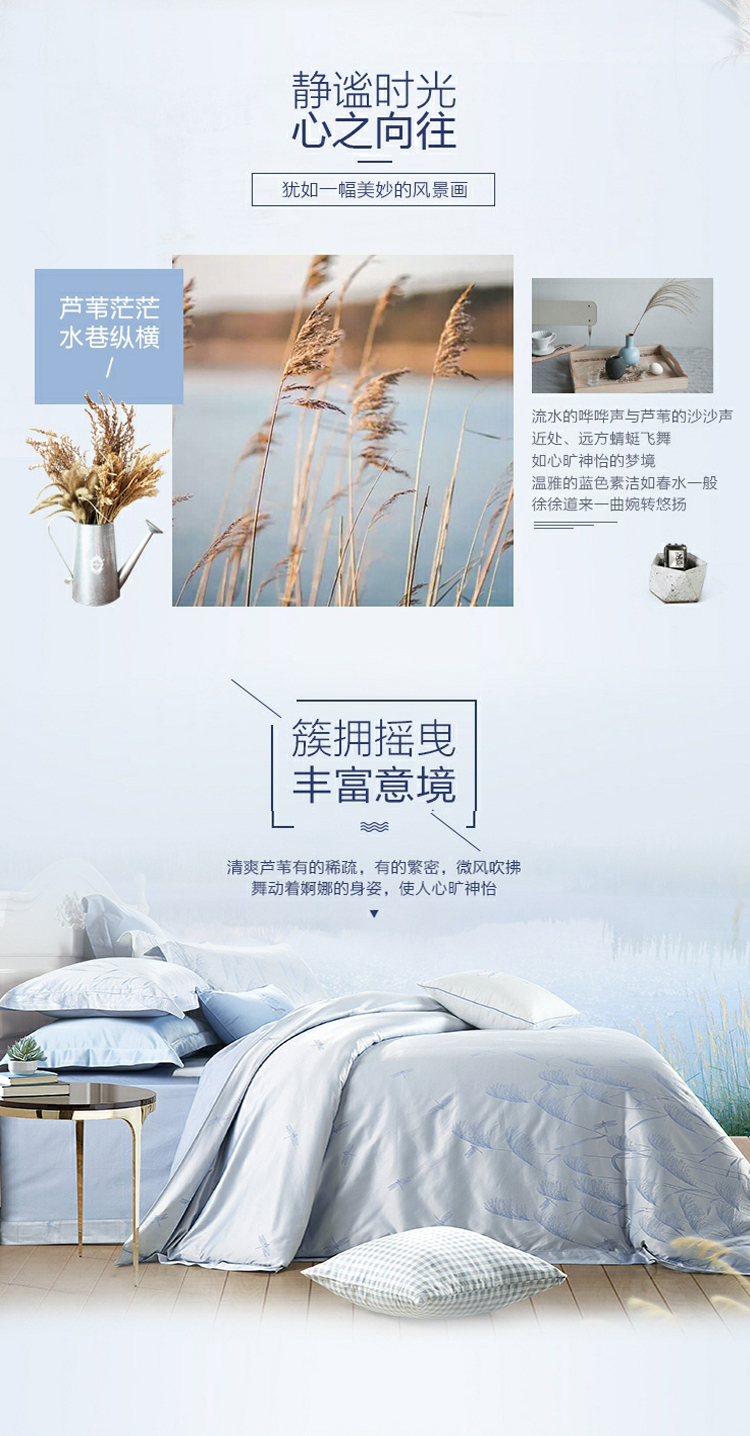 静谧时光
心之向往
犹如一幅美妙的风景画
芦苇茫茫
水巷纵横
/
流水的哗哗声与芦苇的沙沙声
近处、远方蜻蜓飞舞
如心旷神怡的梦境
温雅的蓝色素洁如春水一般
徐徐道来一曲婉转悠扬
簇拥摇曳
丰富意境
清爽芦苇有的稀疏，有的繁密，微风吹拂
舞动着婀娜的身姿，使人心旷神怡